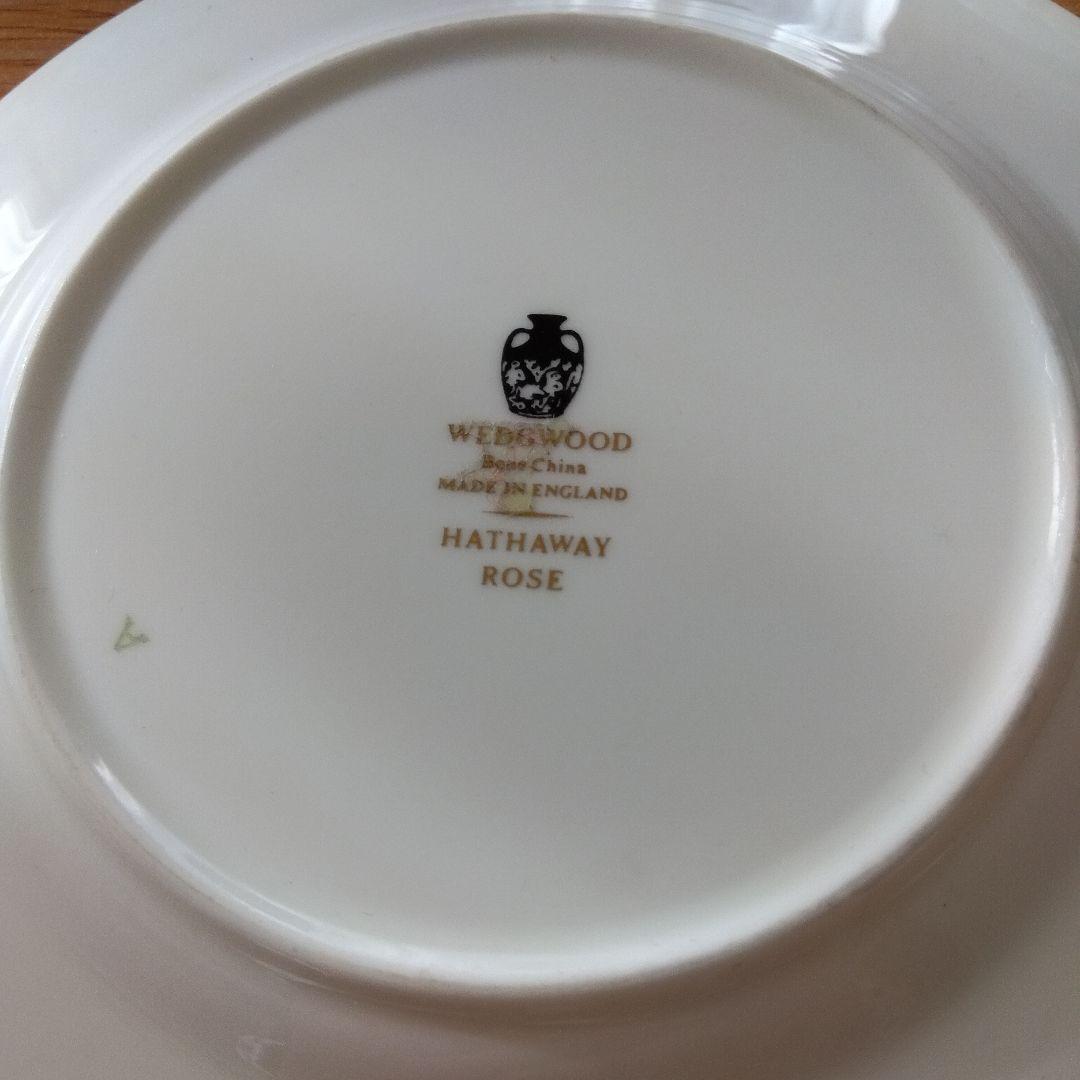 WEDGWOOD
Bone China
MADE IN ENGLAND
HATHAWAY
ROSE